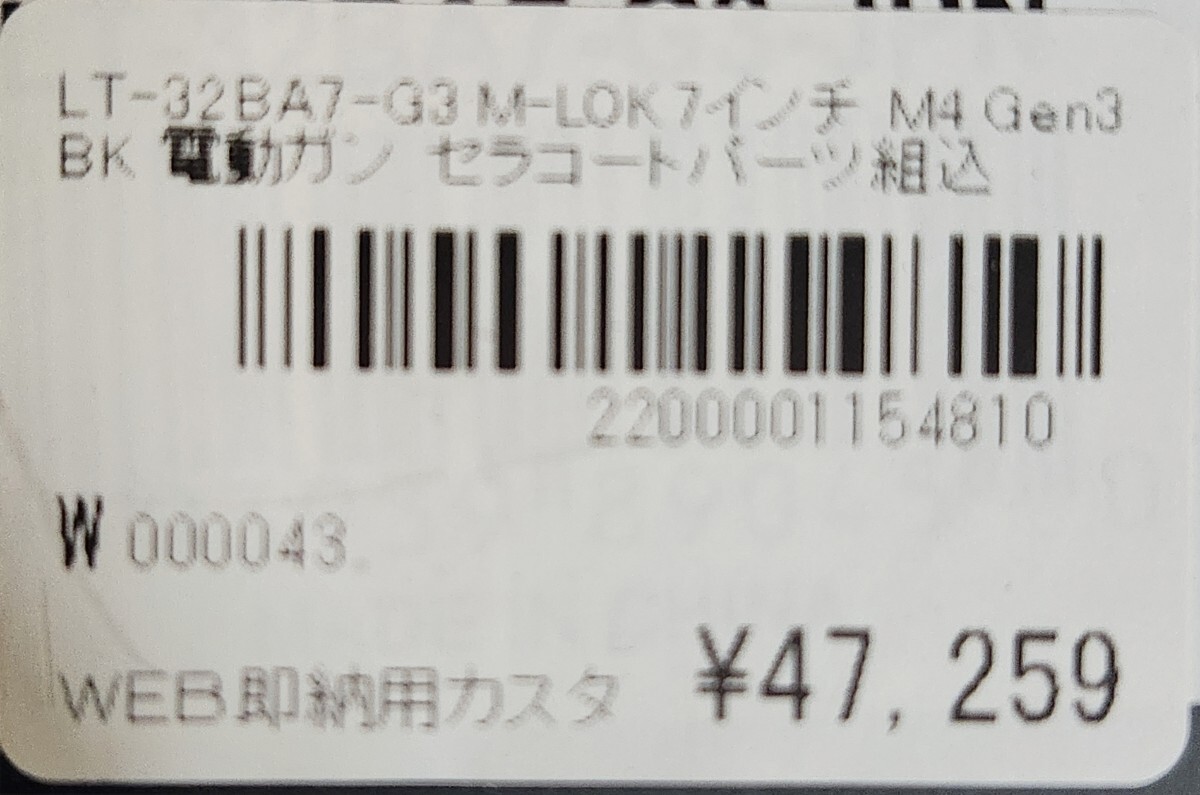 LT-32BA7-G3 M-LOK 7インチ M4 Gen3
BK 電動ガン セラコートパーツ組込
2200001154810
W 000043
WEB即納用カスタ ¥47,259